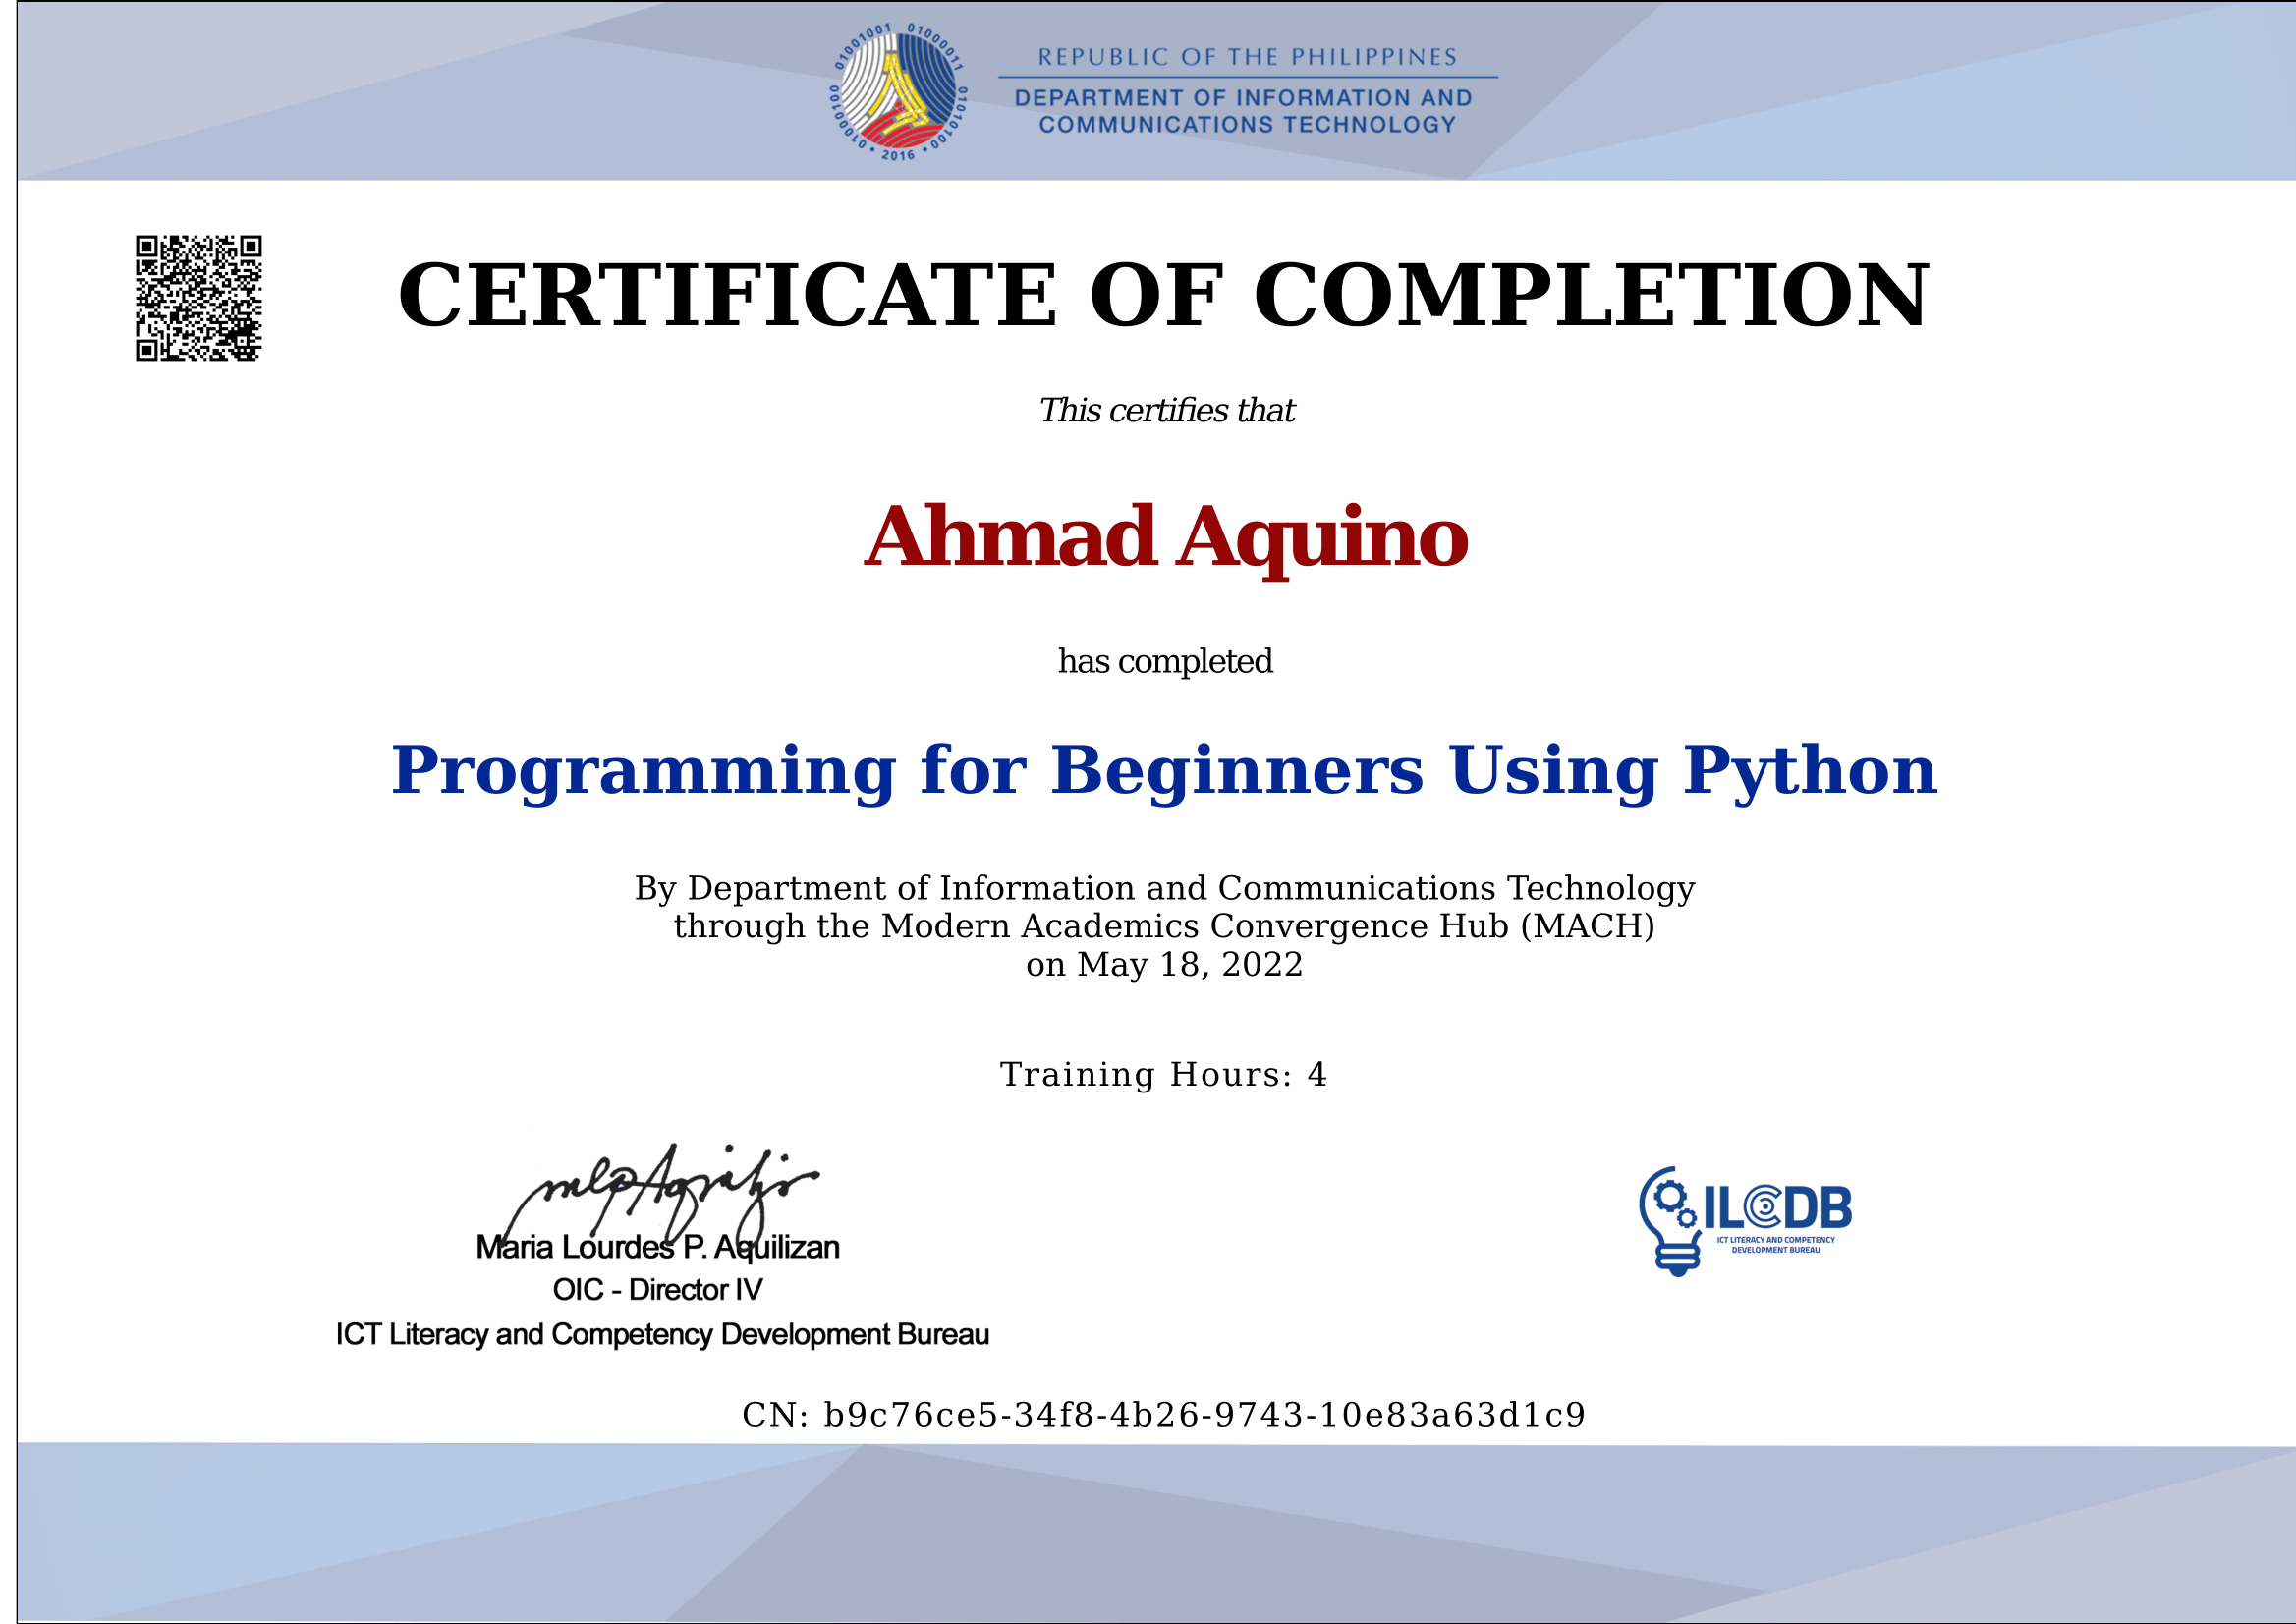 01001001 01000011
01010100
01000100 • 2016 •
REPUBLIC OF THE PHILIPPINES
DEPARTMENT OF INFORMATION AND
COMMUNICATIONS TECHNOLOGY
CERTIFICATE OF COMPLETION
This certifies that
Ahmad Aquino
has completed
Programming for Beginners Using Python
By Department of Information and Communications Technology
through the Modern Academics Convergence Hub (MACH)
on May 18, 2022
Training Hours: 4
Maria Lourdes P. Aquilizan
OIC - Director IV
ICT Literacy and Competency Development Bureau
ILCDB
ICT LITERACY AND COMPETENCY
DEVELOPMENT BUREAU
CN: b9c76ce5-34f8-4b26-9743-10e83a63d1c9